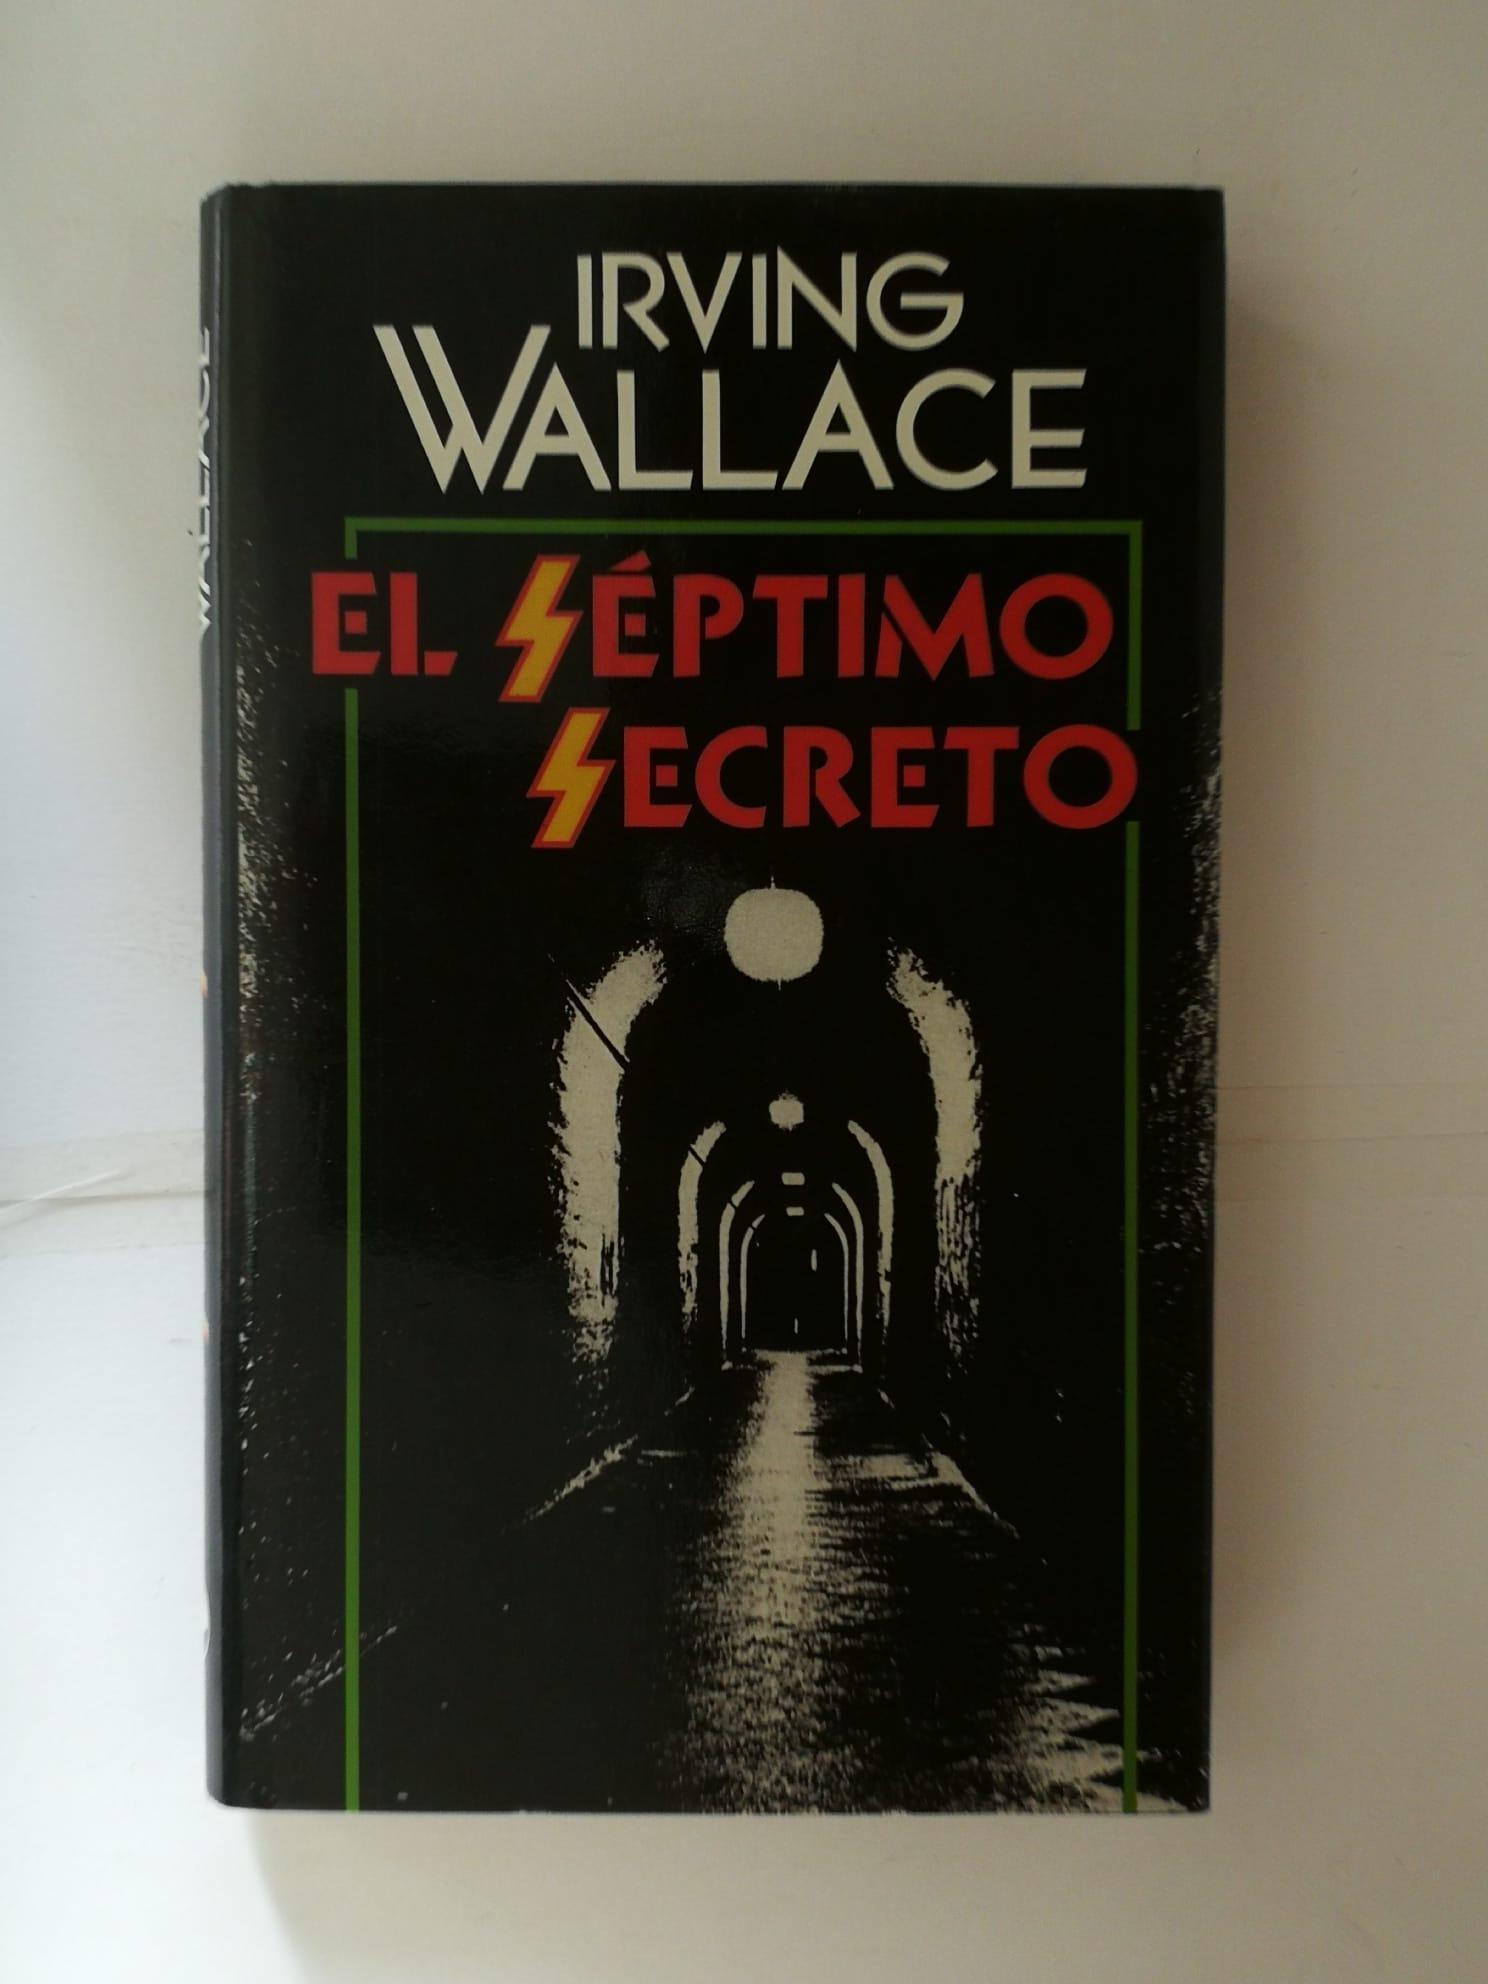 IRVING
WALLACE
EL SÉPTIMO
SECRETO
WALLACE